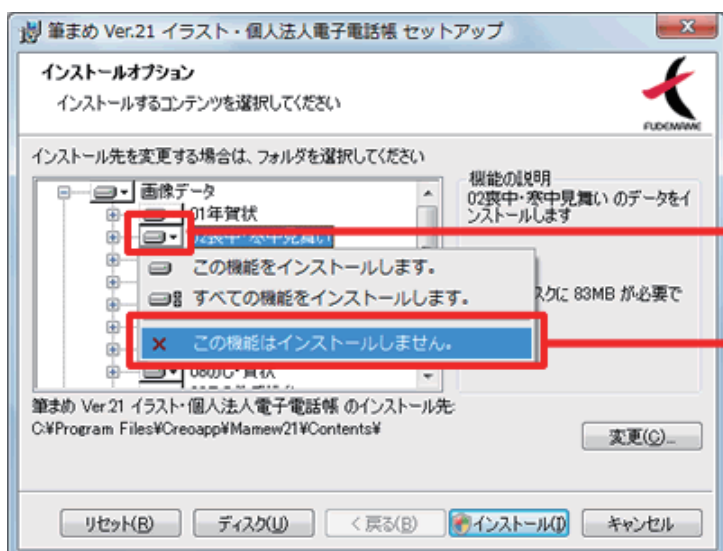 筆まめ Ver.21 イラスト・個人法人電子電話帳 セットアップ
インストールオプション
インストールするコンテンツを選択してください
FUDEMAME
インストール先を変更する場合は、フォルダを選択してください
画像データ
01年賀状
02喪中・寒中見舞い
この機能をインストールします。
すべての機能をインストールします。
この機能はインストールしません。
機能の説明
02喪中・寒中見舞い のデータをイ
ンストールします
スクに 83MB が必要で
筆まめ Ver.21 イラスト・個人法人電子電話帳 のインストール先:
C:¥Program Files¥Creoapp¥Mamew21¥Contents¥
変更(C)...
リセット(R)
ディスク(U)
< 戻る(B)
インストール(I)
キャンセル